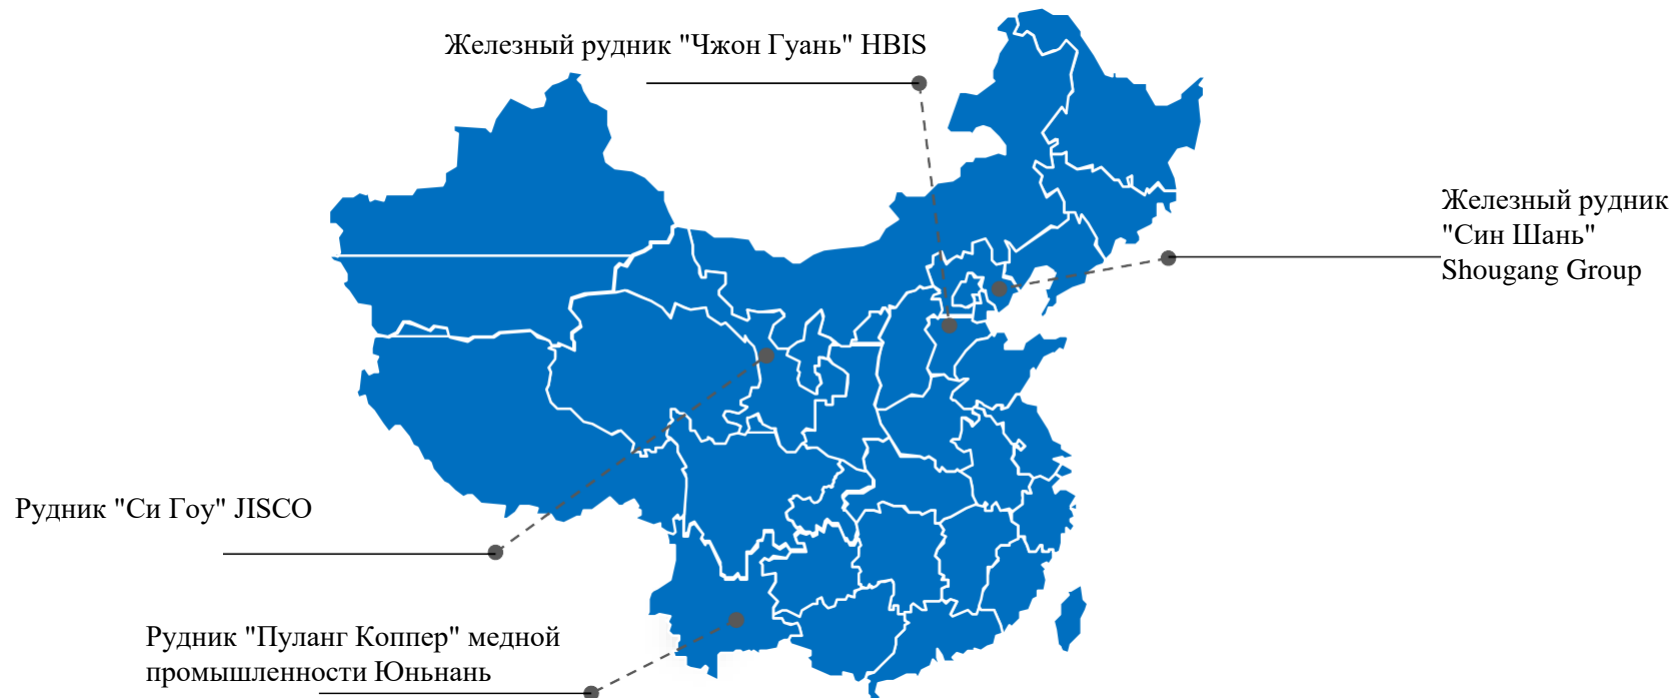 Железный рудник "Чжон Гуань" HBIS
Железный рудник
"Син Шань"
Shougang Group
Рудник "Си Гоу" JISCO
Рудник "Пуланг Коппер" медной
промышленности Юньнань